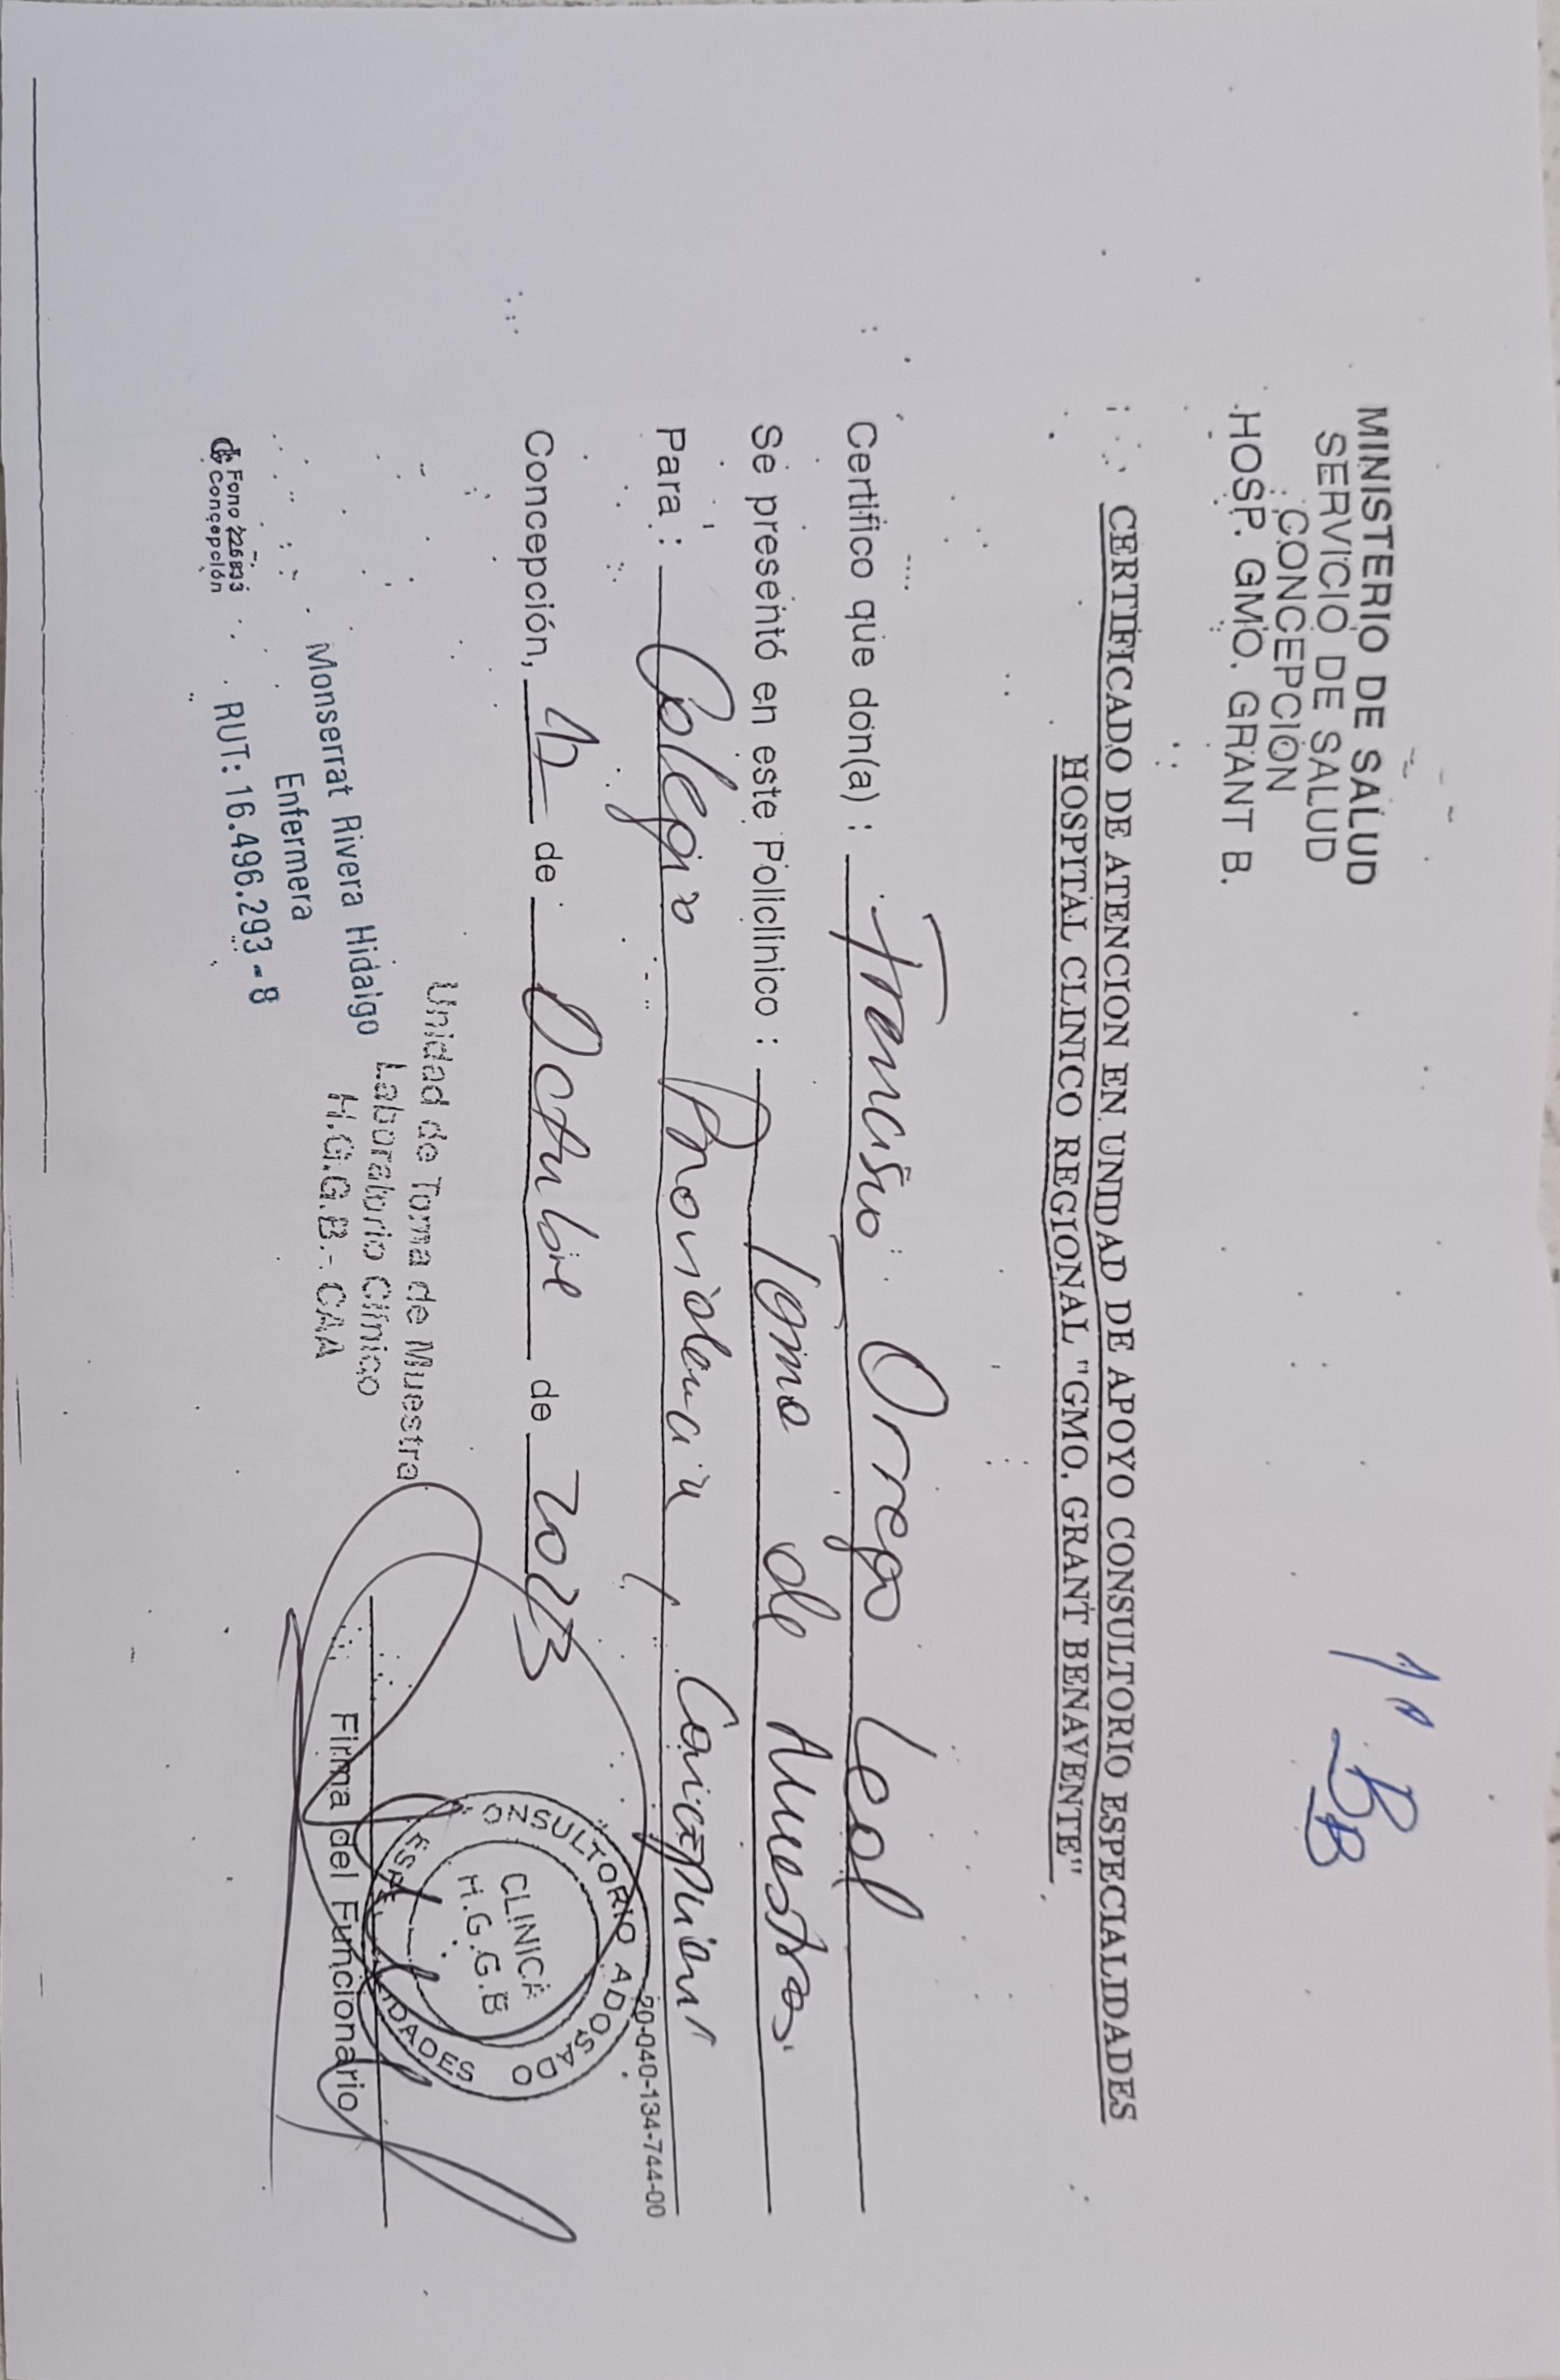 MINISTERIO DE SALUD
SERVICIO DE SALUD
CONCEPCIÓN
HOSP. GMO. GRANT B.
1º B
CERTIFICADO DE ATENCION EN UNIDAD DE APOYO CONSULTORIO ESPECIALIDADES
HOSPITAL CLINICO REGIONAL "GMO. GRANT BENAVENTE"
Certifico que don(a) : Francisco Orrego Leal
Se presentó en este Policlinico : Toma de Muestras
Para : Colegio Providencia,
Concepción, de Octubre de 2023
20-040-134-744-00
CONSULTORIO ADOSADO ESPECIALIDADES
CLINICA
H.G.G.B
Unidad de Toma de Muestra
Laboratorio Clínico
H.G.G.B.- CAA
Firma del Funcionario
Monserrat Rivera Hidalgo
Enfermera
RUT: 16.496.293-8
Fono 226833
Concepción